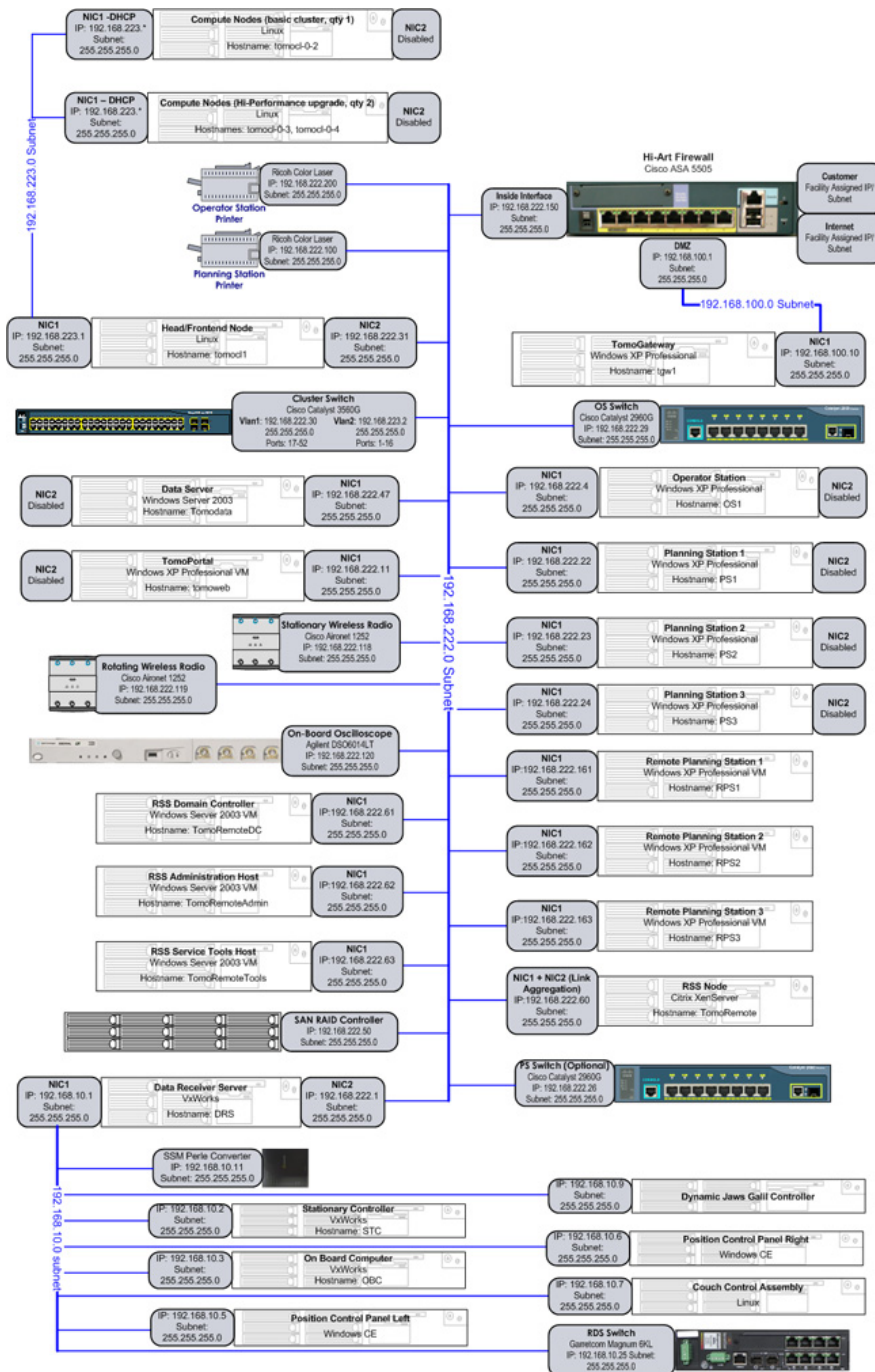 NIC1 -DHCP
IP: 192.168.223.*
Subnet:
255.255.255.0
Compute Nodes (basic cluster, qty 1)
Linux
Hostname: tomocl-0-2
NIC2
Disabled
NIC1 – DHCP
IP: 192.168.223.*
Subnet:
255.255.255.0
Compute Nodes (Hi-Performance upgrade, qty 2)
Linux
Hostnames: tomocl-0-3, tomocl-0-4
NIC2
Disabled
192.168.223.0 Subnet
Ricoh Color Laser
IP: 192.168.222.200
Subnet: 255.255.255.0
Operator Station
Printer
Ricoh Color Laser
IP: 192.168.222.100
Subnet: 255.255.255.0
Planning Station
Printer
Hi-Art Firewall
Cisco ASA 5505
Inside Interface
IP: 192.168.222.150
Subnet:
255.255.255.0
Customer
Facility Assigned IP/
Subnet
Internet
Facility Assigned IP/
Subnet
DMZ
IP: 192.168.100.1
Subnet:
255.255.255.0
192.168.100.0 Subnet
NIC1
IP: 192.168.223.1
Subnet:
255.255.255.0
Head/Frontend Node
Linux
Hostname: tomocl1
NIC2
IP: 192.168.222.31
Subnet:
255.255.255.0
TomoGateway
Windows XP Professional
Hostname: tgw1
NIC1
IP: 192.168.100.10
Subnet:
255.255.255.0
Cluster Switch
Cisco Catalyst 3560G
Vlan1: 192.168.222.30 Vlan2: 192.168.223.2
255.255.255.0 255.255.255.0
Ports: 17-52 Ports: 1-16
OS Switch
Cisco Catalyst 2960G
IP: 192.168.222.29
Subnet: 255.255.255.0
NIC2
Disabled
Data Server
Windows Server 2003
Hostname: Tomodata
NIC1
IP: 192.168.222.47
Subnet:
255.255.255.0
NIC1
IP: 192.168.222.4
Subnet:
255.255.255.0
Operator Station
Windows XP Professional
Hostname: OS1
NIC2
Disabled
NIC2
Disabled
TomoPortal
Windows XP Professional VM
Hostname: tomoweb
NIC1
IP: 192.168.222.11
Subnet:
255.255.255.0
NIC1
IP: 192.168.222.22
Subnet:
255.255.255.0
Planning Station 1
Windows XP Professional
Hostname: PS1
NIC2
Disabled
192.168.222.0 Subnet
Stationary Wireless Radio
Cisco Aironet 1252
IP: 192.168.222.118
Subnet: 255.255.255.0
NIC1
IP: 192.168.222.23
Subnet:
255.255.255.0
Planning Station 2
Windows XP Professional
Hostname: PS2
NIC2
Disabled
Rotating Wireless Radio
Cisco Aironet 1252
IP: 192.168.222.119
Subnet: 255.255.255.0
NIC1
IP: 192.168.222.24
Subnet:
255.255.255.0
Planning Station 3
Windows XP Professional
Hostname: PS3
NIC2
Disabled
On-Board Oscilloscope
Agilent DSO6014LT
IP: 192.168.222.120
Subnet: 255.255.255.0
NIC1
IP:192.168.222.161
Subnet:
255.255.255.0
Remote Planning Station 1
Windows XP Professional VM
Hostname: RPS1
RSS Domain Controller
Windows Server 2003 VM
Hostname: TomoRemoteDC
NIC1
IP:192.168.222.61
Subnet:
255.255.255.0
NIC1
IP:192.168.222.162
Subnet:
255.255.255.0
Remote Planning Station 2
Windows XP Professional VM
Hostname: RPS2
RSS Administration Host
Windows Server 2003 VM
Hostname: TomoRemoteAdmin
NIC1
IP:192.168.222.62
Subnet:
255.255.255.0
NIC1
IP:192.168.222.163
Subnet:
255.255.255.0
Remote Planning Station 3
Windows XP Professional VM
Hostname: RPS3
RSS Service Tools Host
Windows Server 2003 VM
Hostname: TomoRemoteTools
NIC1
IP:192.168.222.63
Subnet:
255.255.255.0
NIC1 + NIC2 (Link
Aggregation)
IP:192.168.222.60
Subnet:
255.255.255.0
RSS Node
Citrix XenServer
Hostname: TomoRemote
SAN RAID Controller
IP: 192.168.222.50
Subnet: 255.255.255.0
PS Switch (Optional)
Cisco Catalyst 2960G
IP: 192.168.222.26
Subnet: 255.255.255.0
NIC1
IP: 192.168.10.1
Subnet:
255.255.255.0
Data Receiver Server
VxWorks
Hostname: DRS
NIC2
IP: 192.168.222.1
Subnet:
255.255.255.0
192.168.10.0 subnet
SSM Perle Converter
IP: 192.168.10.11
Subnet: 255.255.255.0
IP: 192.168.10.9
Subnet:
255.255.255.0
Dynamic Jaws Galil Controller
IP: 192.168.10.2
Subnet:
255.255.255.0
Stationary Controller
VxWorks
Hostname: STC
IP: 192.168.10.6
Subnet:
255.255.255.0
Position Control Panel Right
Windows CE
IP: 192.168.10.3
Subnet:
255.255.255.0
On Board Computer
VxWorks
Hostname: OBC
IP: 192.168.10.7
Subnet:
255.255.255.0
Couch Control Assembly
Linux
IP: 192.168.10.5
Subnet:
255.255.255.0
Position Control Panel Left
Windows CE
RDS Switch
Garrettcom Magnum 6KL
IP: 192.168.10.25 Subnet:
255.255.255.0